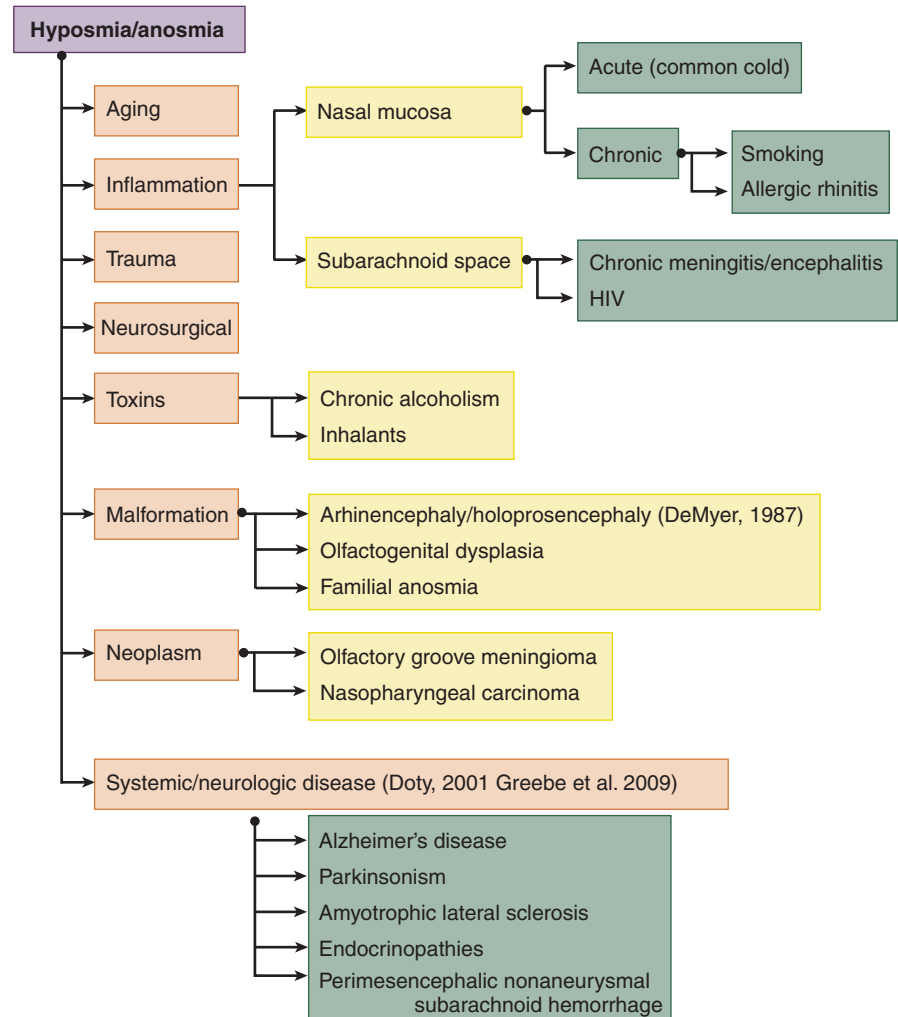 Hyposmia/anosmia
Aging
Inflammation
Nasal mucosa
Acute (common cold)
Chronic
Smoking
Allergic rhinitis
Subarachnoid space
Chronic meningitis/encephalitis
HIV
Trauma
Neurosurgical
Toxins
Chronic alcoholism
Inhalants
Malformation
Arhinencephaly/holoprosencephaly (DeMyer, 1987)
Olfactogenital dysplasia
Familial anosmia
Neoplasm
Olfactory groove meningioma
Nasopharyngeal carcinoma
Systemic/neurologic disease (Doty, 2001 Greebe et al. 2009)
Alzheimer's disease
Parkinsonism
Amyotrophic lateral sclerosis
Endocrinopathies
Perimesencephalic nonaneurysmal
subarachnoid hemorrhage